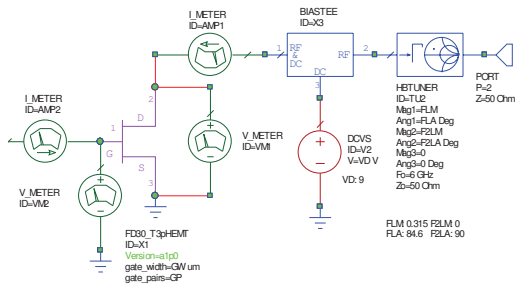 I_METER
ID=AMP1
BIASTEE
ID=X3
1
RF
&
DC
RF
2
DC
3
HBTUNER
ID=TU2
Mag1=FLM
Ang1=FLA Deg
Mag2=F2LM
Ang2=F2LA Deg
Mag3=0
Ang3=0 Deg
Fo=6 GHz
Zo=50 Ohm
PORT
P=2
Z=50 Ohm
I_METER
ID=AMP2
2
D
1
G
S
3
V_METER
ID=VM1
DCVS
ID=V2
V=VD V
VD: 9
V_METER
ID=VM2
FD30_T3pHEMT
ID=X1
Version=a1p0
gate_width=GW um
gate_pairs=GP
FLM: 0.315 F2LM: 0
FLA: 84.6 F2LA: 90